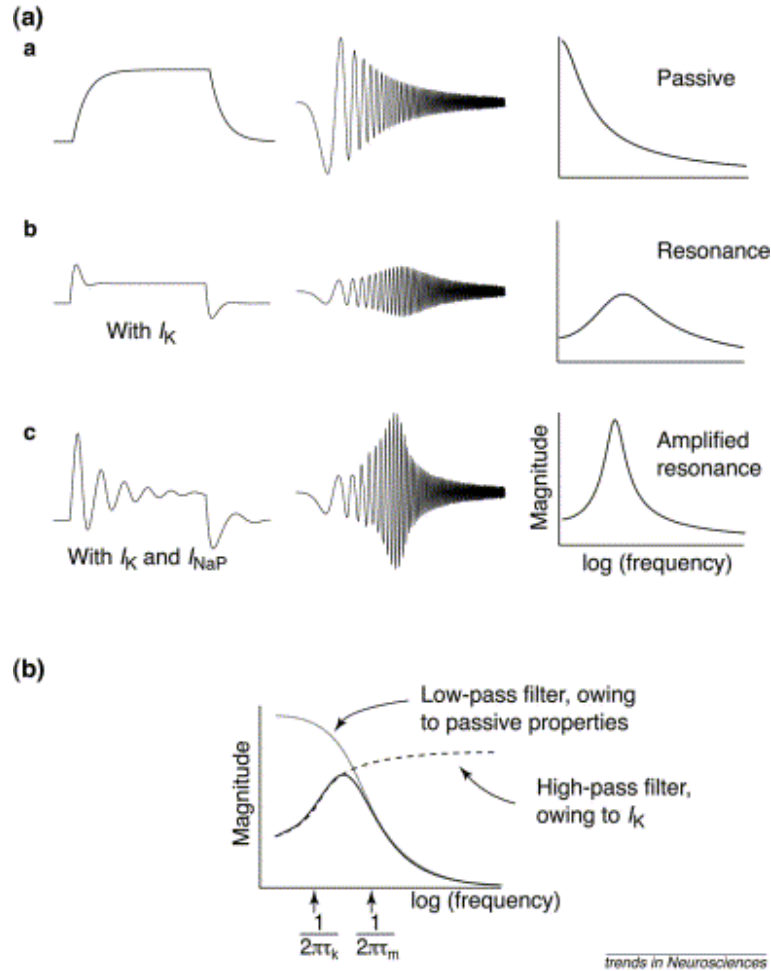 (a)
a
Passive
b
Resonance
With I_K
c
Amplified
resonance
Magnitude
With I_K and I_NaP
log (frequency)
(b)
Low-pass filter, owing
to passive properties
High-pass filter,
owing to I_K
Magnitude
log (frequency)
1
2πτ_k
1
2πτ_m
trends in Neurosciences